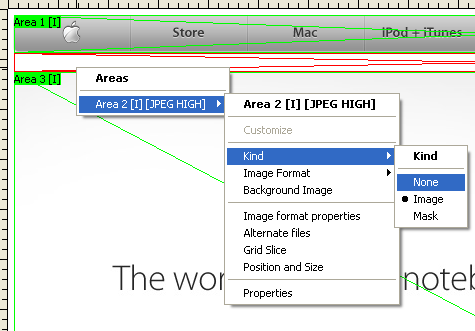 Area 1 [I]
Store
Mac
iPod + iTunes
Area 3 [I]
Areas
Area 2 [I] [JPEG HIGH]
Area 2 [I] [JPEG HIGH]
Customize
Kind
Image Format
Background Image
Image format properties
Alternate files
Grid Slice
Position and Size
Properties
Kind
None
Image
Mask
The wor
noteb